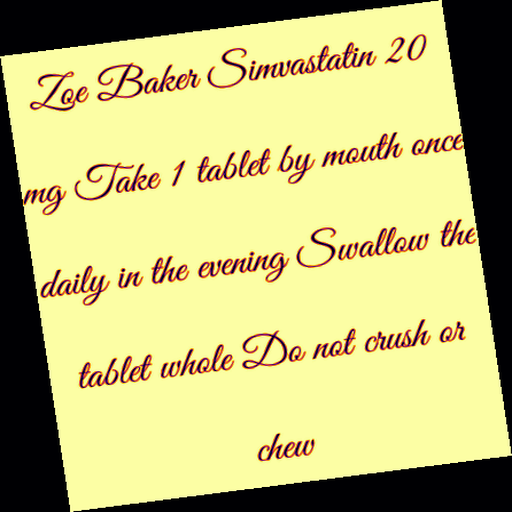 Zoe Baker Simvastatin 20
mg Take 1 tablet by mouth once
daily in the evening Swallow the
tablet whole Do not crush or
chew